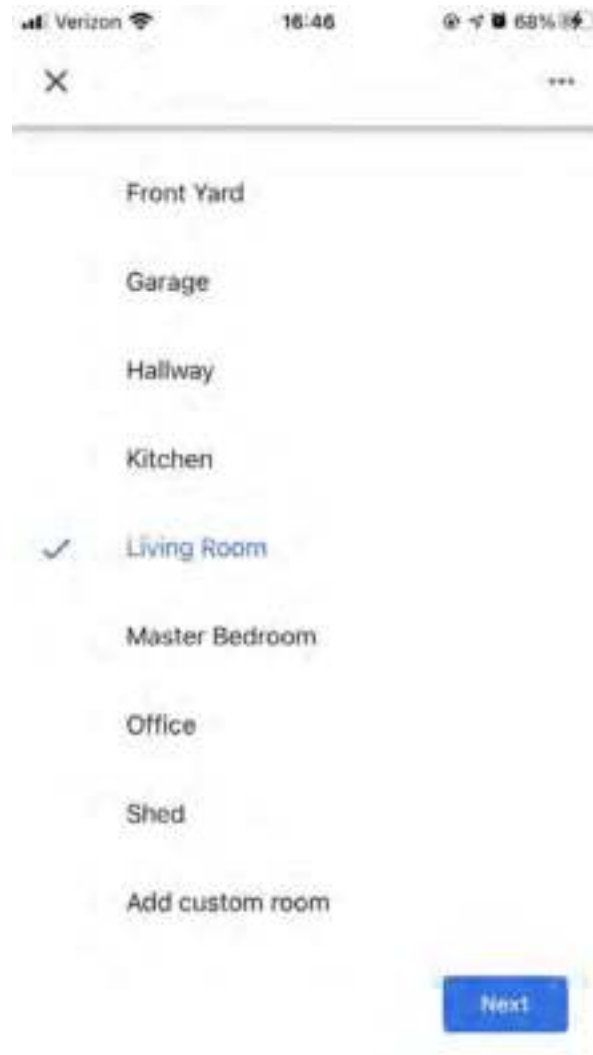 Verizon 16:46 68%
Front Yard
Garage
Hallway
Kitchen
Living Room
Master Bedroom
Office
Shed
Add custom room
Next